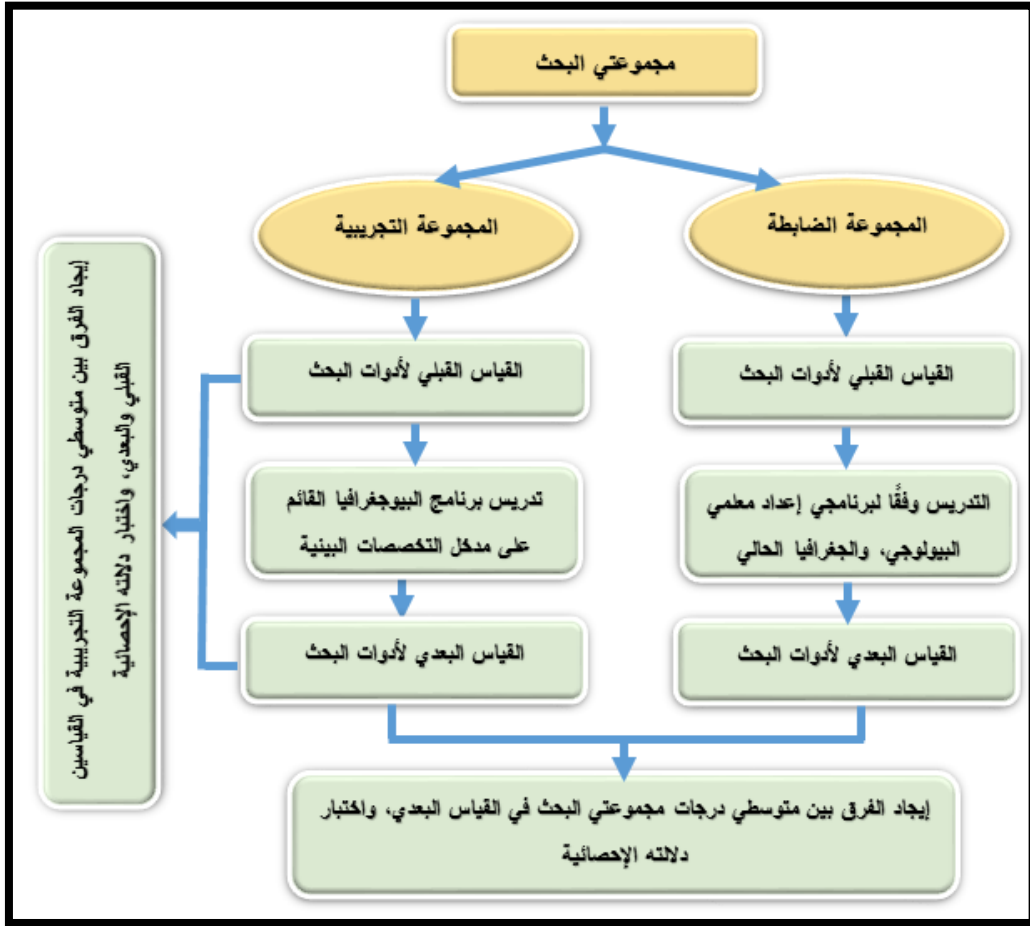 مجموعتي البحث
المجموعة الضابطة
المجموعة التجريبية
القياس القبلي لأدوات البحث
القياس القبلي لأدوات البحث
التدريس وفقًا لبرنامجي إعداد معلمي
البيولوجي، والجغرافيا الحالي
تدريس برنامج البيوجغرافيا القائم
على مدخل التخصصات البينية
القياس البعدي لأدوات البحث
القياس البعدي لأدوات البحث
إيجاد الفرق بين متوسطي درجات المجموعة التجريبية في القياسين
القبلي والبعدي، واختبار دلالته الإحصائية
إيجاد الفرق بين متوسطي درجات مجموعتي البحث في القياس البعدي، واختبار
دلالته الإحصائية